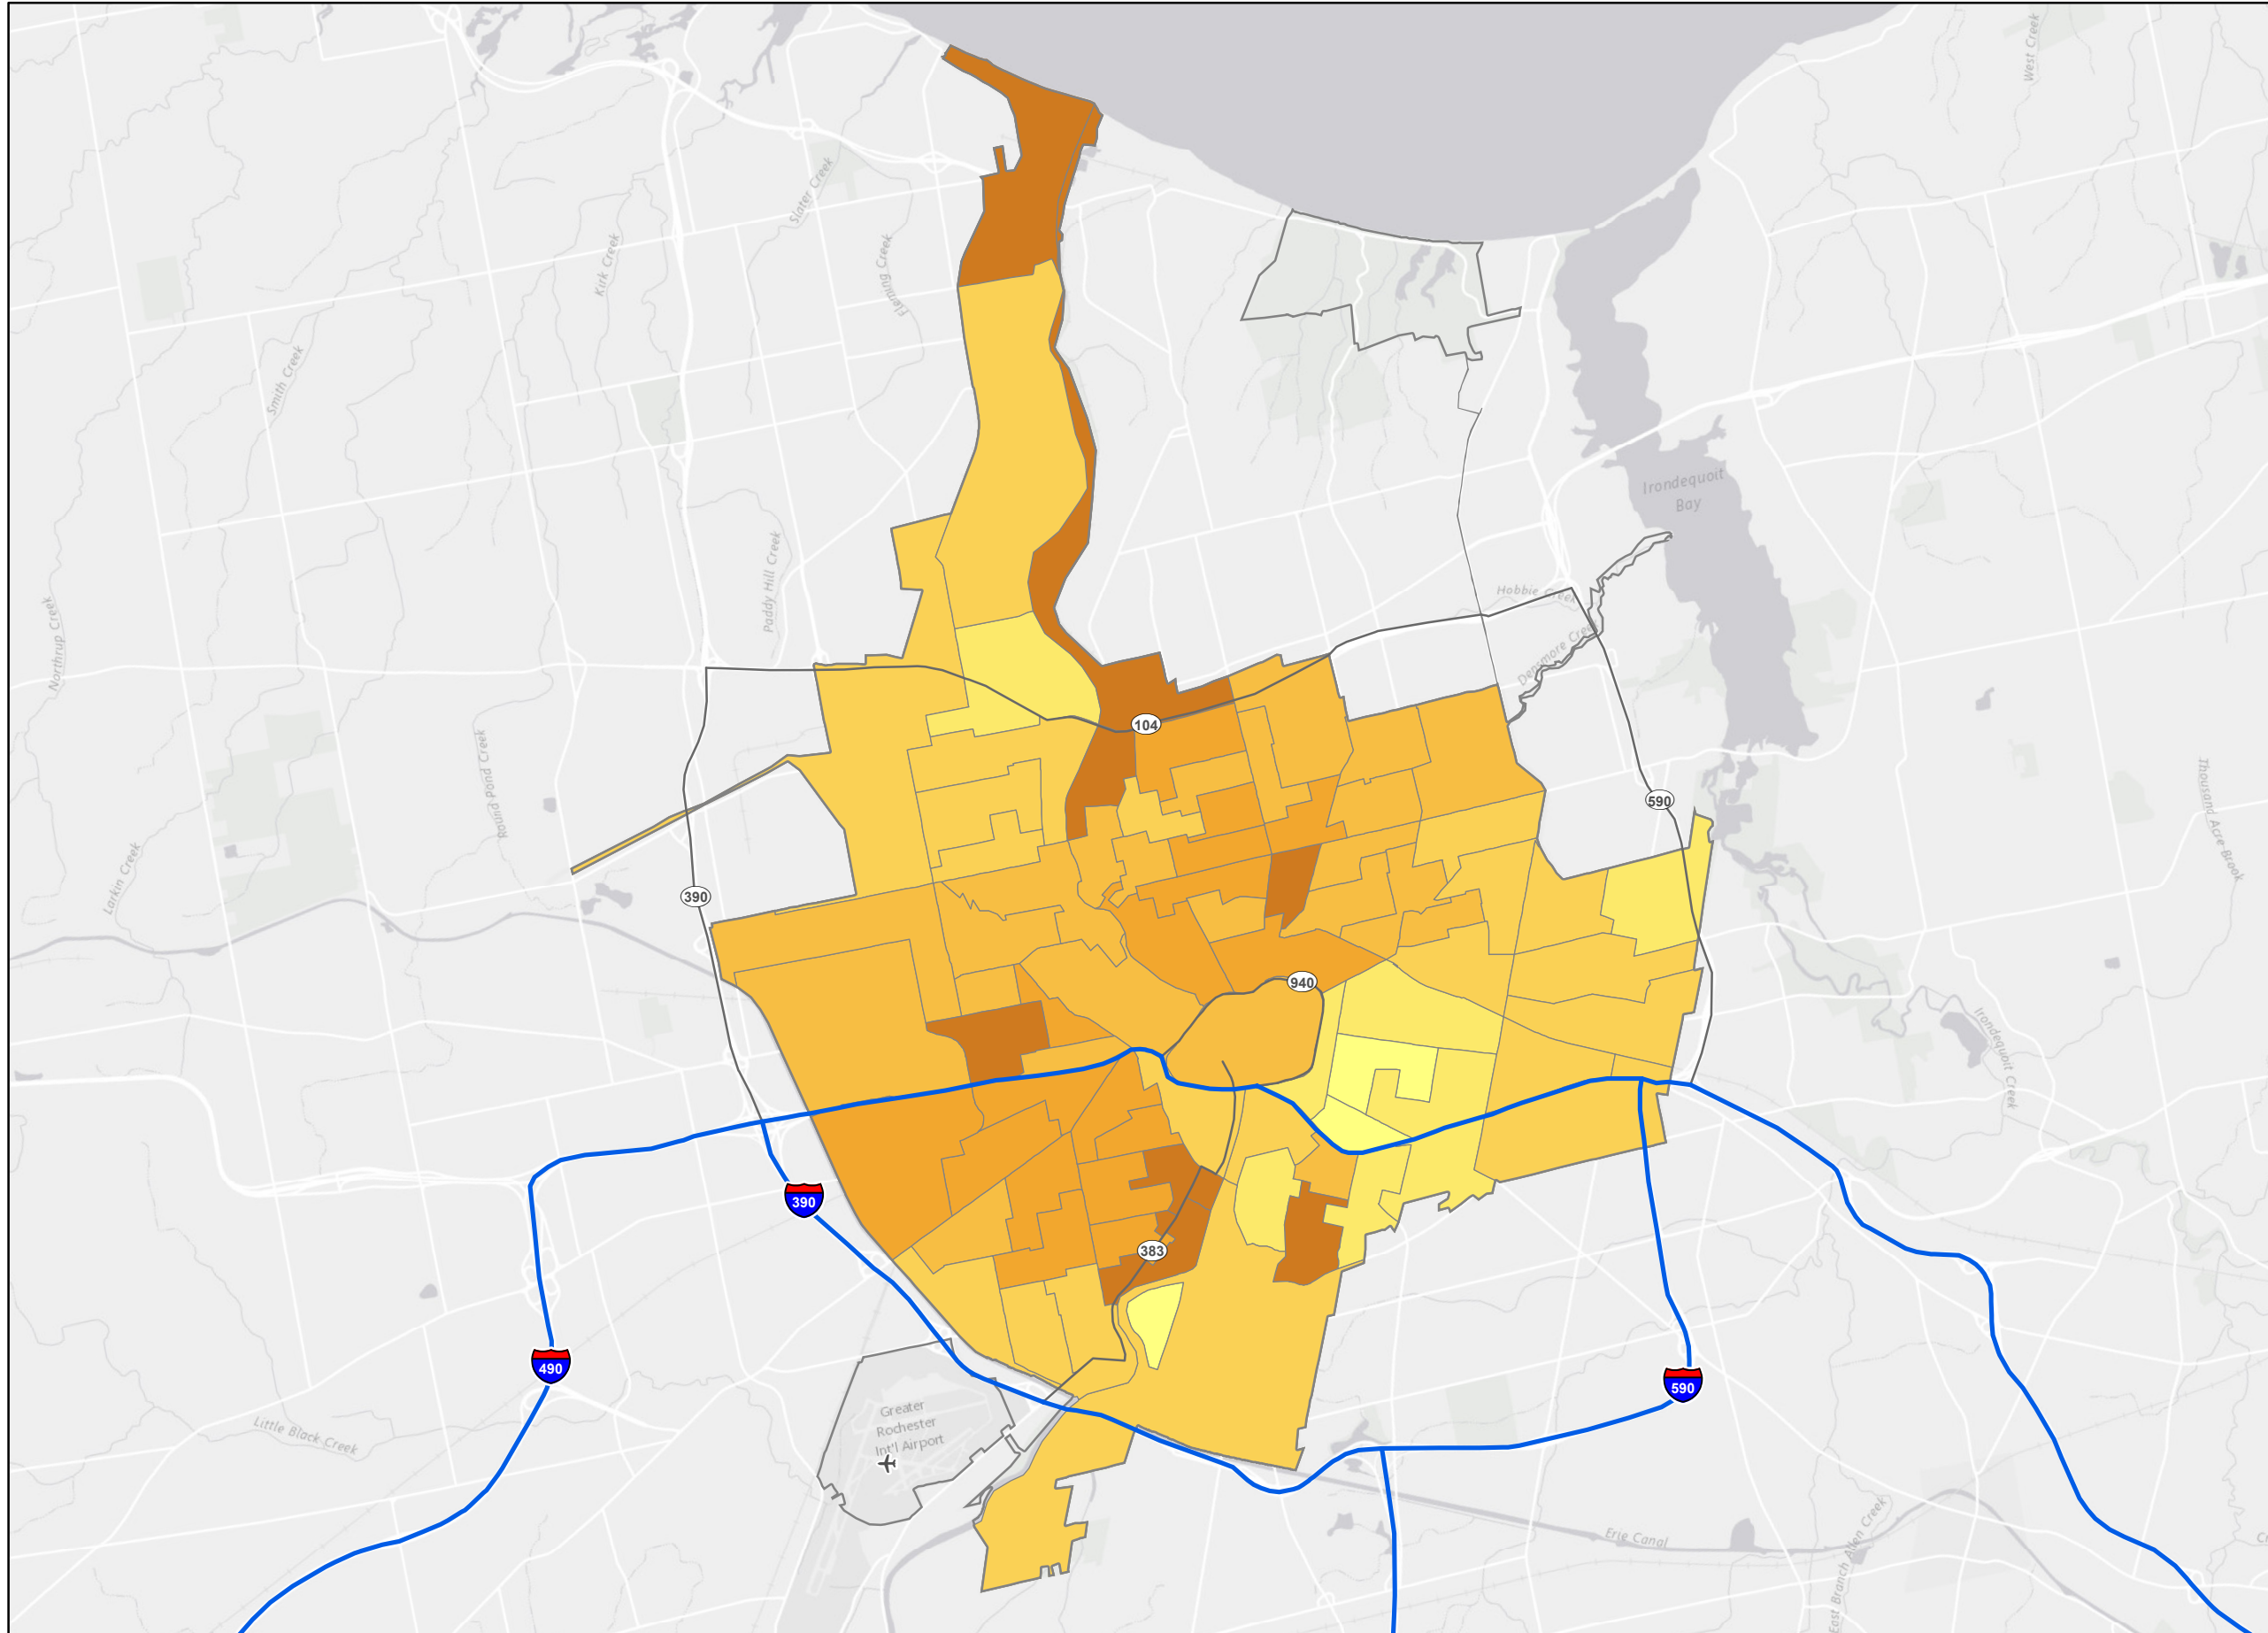 West Creek
Slater Creek
Kirk Creek
Fleming Creek
Smith Creek
Irondequoit
Bay
Paddy Hill Creek
Hobbie Creek
Northrup Creek
Densmore Creek
104
Round Pond Creek
590
Thousand Acre Brook
Larkin Creek
390
940
Irondequoit Creek
390
383
490
590
Greater
Rochester
Int'l Airport
Little Black Creek
Erie Canal
East Branch Allen Creek